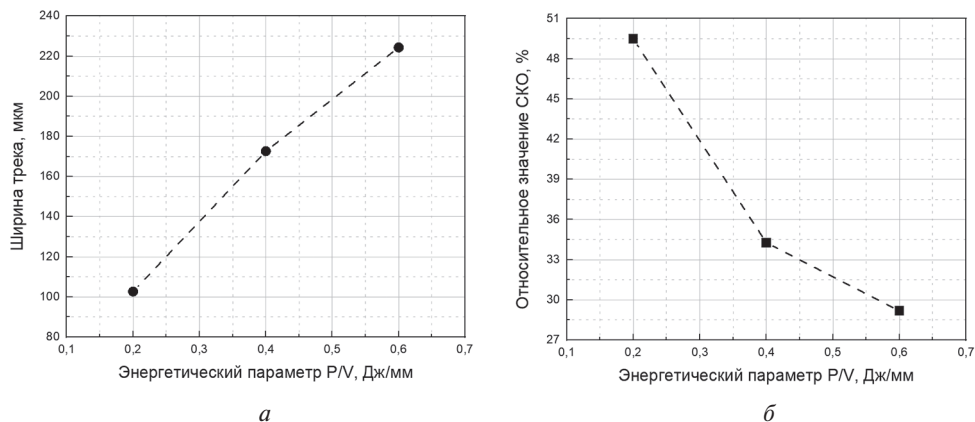 240
220
200
180
160
140
120
100
80
Ширина трека, мкм
0,1 0,2 0,3 0,4 0,5 0,6 0,7
Энергетический параметр P/V, Дж/мм
а
51
48
45
42
39
36
33
30
27
Относительное значение СКО, %
0,1 0,2 0,3 0,4 0,5 0,6 0,7
Энергетический параметр P/V, Дж/мм
б